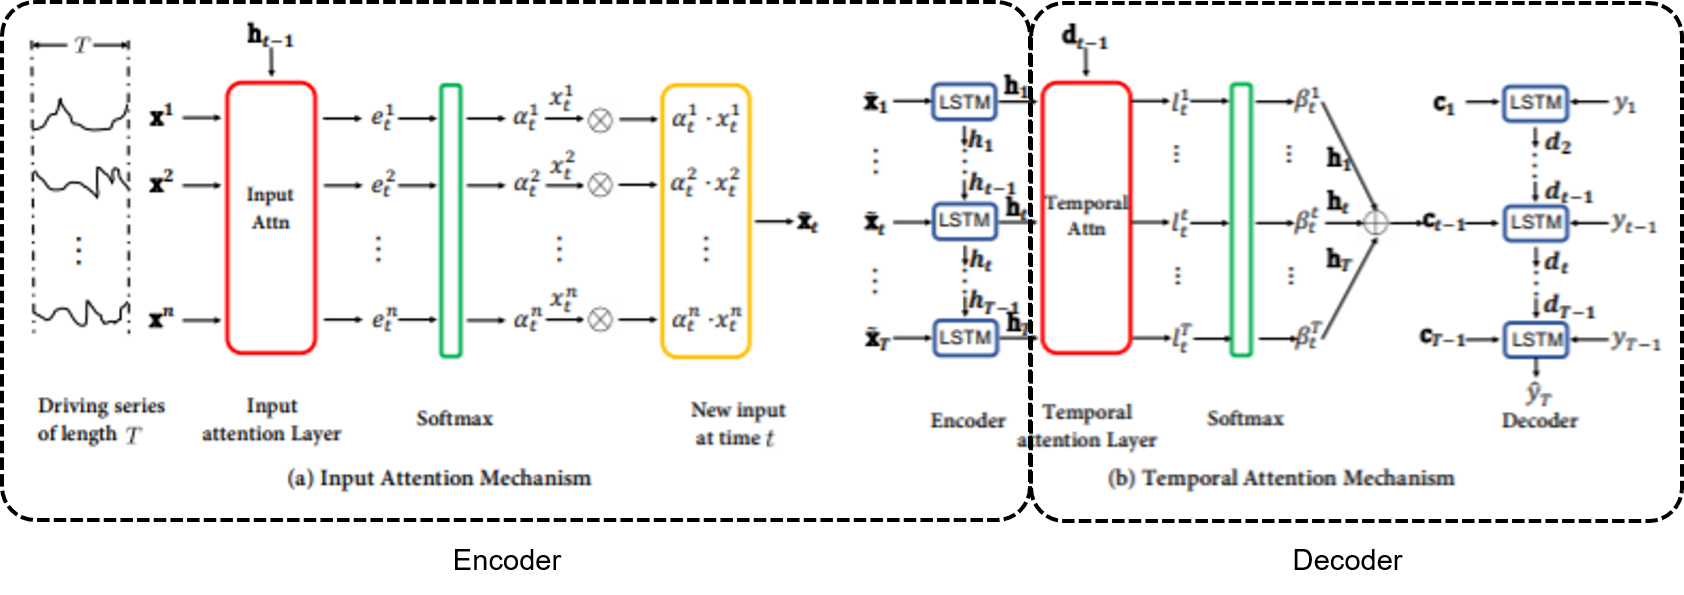 T
h_{t-1}
x^1
x^2
⋮
x^n
Input
Attn
e_t^1
e_t^2
⋮
e_t^n
α_t^1 x_t^1 ⊗
α_t^2 x_t^2 ⊗
⋮
α_t^n x_t^n ⊗
α_t^1 · x_t^1
α_t^2 · x_t^2
⋮
α_t^n · x_t^n
x̃_t
x̃_1 LSTM h_1
h_1
⋮
h_{t-1}
x̃_t LSTM h_t
h_t
⋮
h_{T-1}
x̃_T LSTM h_T
Driving series
of length T
Input
attention Layer
Softmax
New input
at time t
Encoder
(a) Input Attention Mechanism
d_{t-1}
Temporal
Attn
l_t^1
⋮
l_t^t
⋮
l_t^T
β_t^1
⋮
β_t^t
⋮
β_t^T
h_1
h_t
h_T
⊕
c_1 LSTM y_1
d_2
d_{t-1}
c_{t-1} LSTM y_{t-1}
d_t
d_{T-1}
c_{T-1} LSTM y_{T-1}
ŷ_T
Temporal
attention Layer
Softmax
Decoder
(b) Temporal Attention Mechanism
Encoder
Decoder